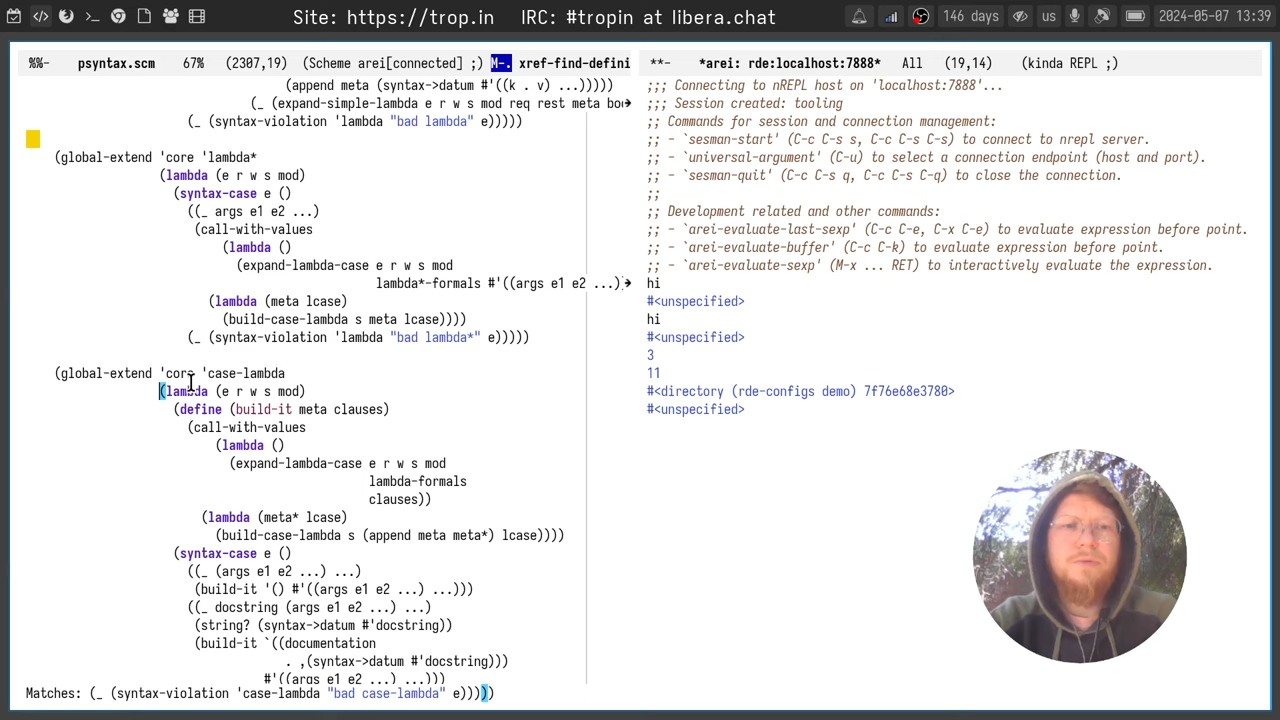 Site: https://trop.in IRC: #tropin at libera.chat
146 days
us
2024-05-07 13:39
%%- psyntax.scm 67% (2307,19) (Scheme arei[connected] ;) M-. xref-find-defini
(append meta (syntax->datum #'((k . v) ...)))))
(_ (expand-simple-lambda e r w s mod req rest meta bo
(_ (syntax-violation 'lambda "bad lambda" e)))))
(global-extend 'core 'lambda*
(lambda (e r w s mod)
(syntax-case e ()
((_ args e1 e2 ...)
(call-with-values
(lambda ()
(expand-lambda-case e r w s mod
lambda*-formals #'((args e1 e2 ...)
(lambda (meta lcase)
(build-case-lambda s meta lcase))))
(_ (syntax-violation 'lambda "bad lambda*" e)))))
(global-extend 'core 'case-lambda
(lambda (e r w s mod)
(define (build-it meta clauses)
(call-with-values
(lambda ()
(expand-lambda-case e r w s mod
lambda-formals
clauses))
(lambda (meta* lcase)
(build-case-lambda s (append meta meta*) lcase))))
(syntax-case e ()
((_ (args e1 e2 ...) ...)
(build-it '() #'((args e1 e2 ...) ...)))
((_ docstring (args e1 e2 ...) ...)
(string? (syntax->datum #'docstring))
(build-it `((documentation
. ,(syntax->datum #'docstring)))
#'((args e1 e2 ...) ...)))
Matches: (_ (syntax-violation 'case-lambda "bad case-lambda" e)))))
**- *arei: rde:localhost:7888* All (19,14) (kinda REPL ;)
;;; Connecting to nREPL host on 'localhost:7888'...
;;; Session created: tooling
;; Commands for session and connection management:
;; - `sesman-start' (C-c C-s s, C-c C-s C-s) to connect to nrepl server.
;; - `universal-argument' (C-u) to select a connection endpoint (host and port).
;; - `sesman-quit' (C-c C-s q, C-c C-s C-q) to close the connection.
;;
;; Development related and other commands:
;; - `arei-evaluate-last-sexp' (C-c C-e, C-x C-e) to evaluate expression before point.
;; - `arei-evaluate-buffer' (C-c C-k) to evaluate expression before point.
;; - `arei-evaluate-sexp' (M-x ... RET) to interactively evaluate the expression.
hi
#<unspecified>
hi
#<unspecified>
3
11
#<directory (rde-configs demo) 7f76e68e3780>
#<unspecified>